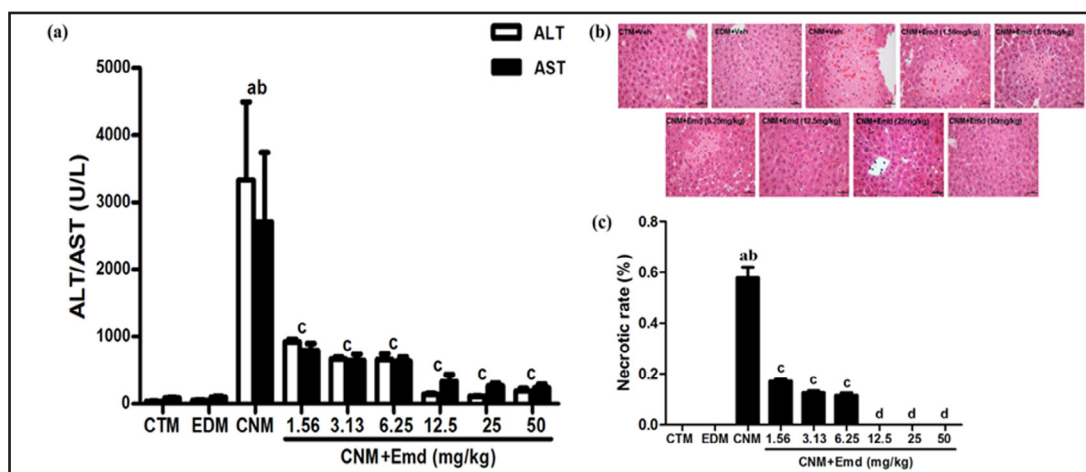 (a)
ALT
AST
5000
4000
3000
2000
1000
0
ALT/AST (U/L)
ab
c
c
c
c
c
c
CTM EDM CNM 1.56 3.13 6.25 12.5 25 50
CNM+Emd (mg/kg)
(b)
CTM+Veh EDM+Veh CNM+Veh CNM+Emd (1.56mg/kg) CNM+Emd (3.13mg/kg)
CNM+Emd (6.25mg/kg) CNM+Emd (12.5mg/kg) CNM+Emd (25mg/kg) CNM+Emd (50mg/kg)
(c)
0.8
0.6
0.4
0.2
0.0
Necrotic rate (%)
ab
c c c d d d
CTM EDM CNM 1.56 3.13 6.25 12.5 25 50
CNM+Emd (mg/kg)